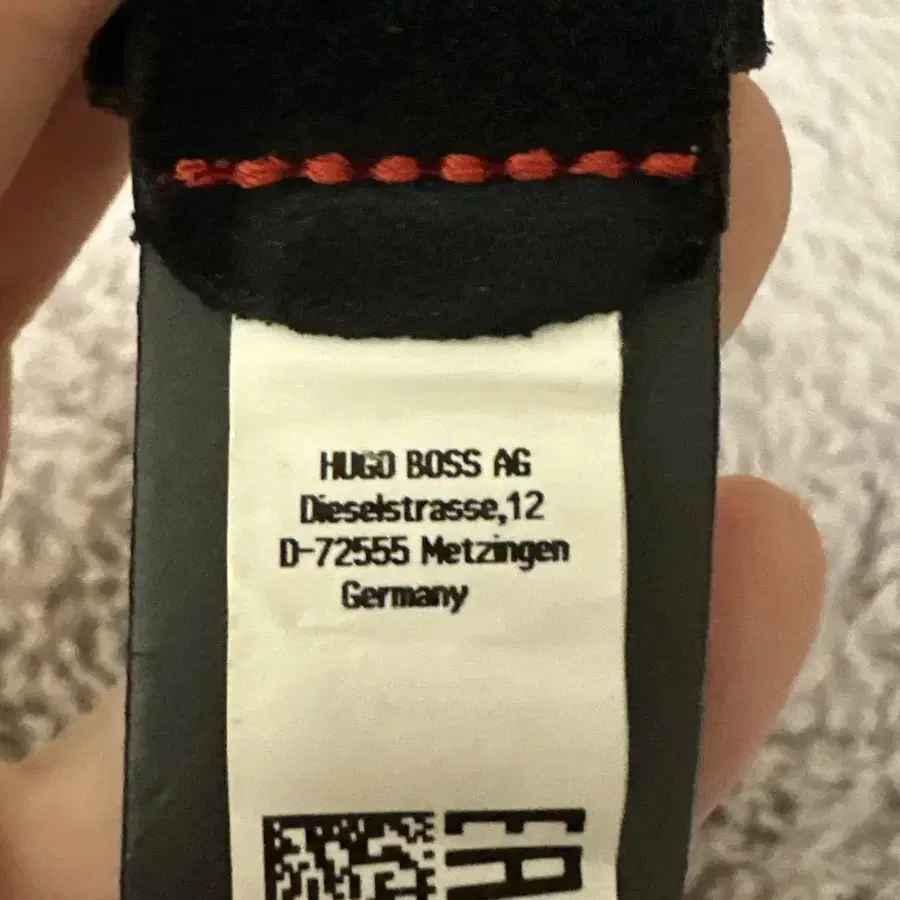 HUGO BOSS AG
Dieselstrasse,12
D-72555 Metzingen
Germany